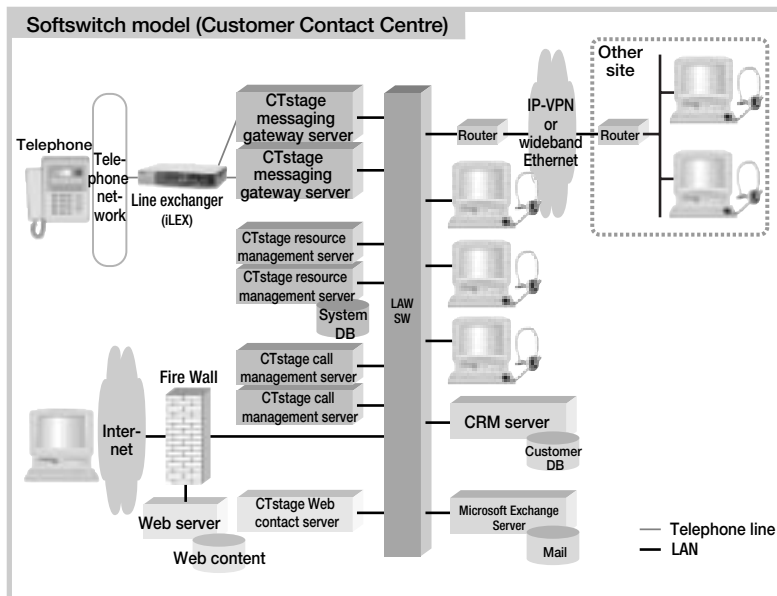 Softswitch model (Customer Contact Centre)
Telephone
Tele-
phone
net-
work
Line exchanger
(iLEX)
CTstage
messaging
gateway server
CTstage
messaging
gateway server
CTstage resource
management server
CTstage resource
management server
System
DB
CTstage call
management server
CTstage call
management server
LAW
SW
Router
IP-VPN
or
wideband
Ethernet
Other
site
Router
Fire Wall
Inter-
net
Web server
Web content
CTstage Web
contact server
CRM server
Customer
DB
Microsoft Exchange
Server
Mail
Telephone line
LAN